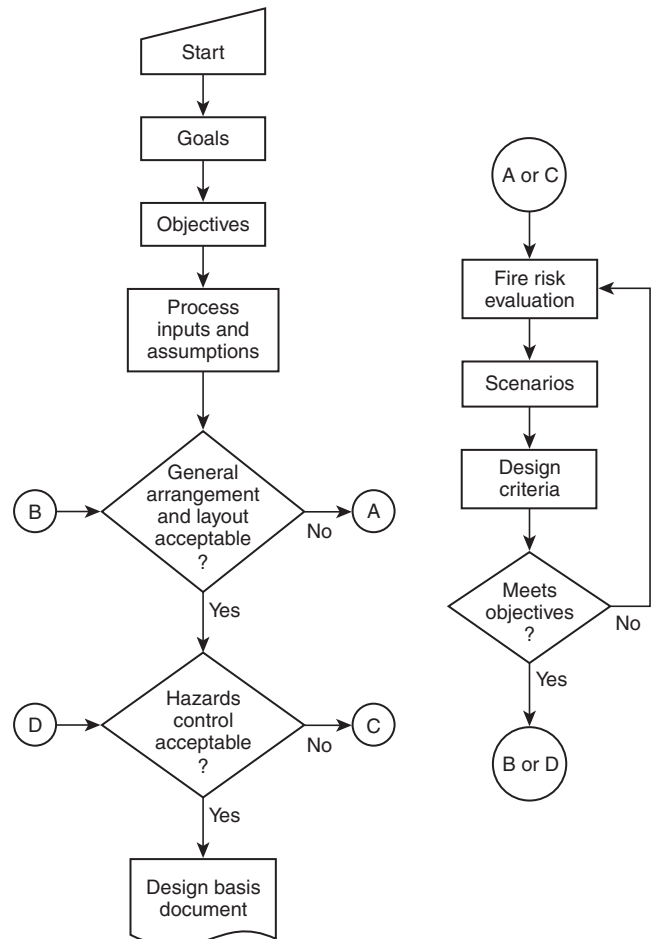 Start
Goals
Objectives
Process
inputs and
assumptions
General
arrangement
and layout
acceptable
?
B
No
A
Yes
Hazards
control
acceptable
?
D
No
C
Yes
Design basis
document
A or C
Fire risk
evaluation
Scenarios
Design
criteria
Meets
objectives
?
No
Yes
B or D